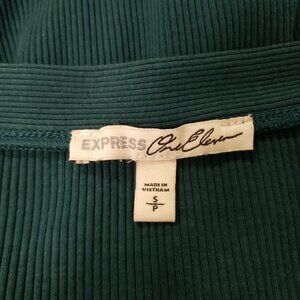 EXPRESS One Eleven
MADE IN
VIETNAM
S
P